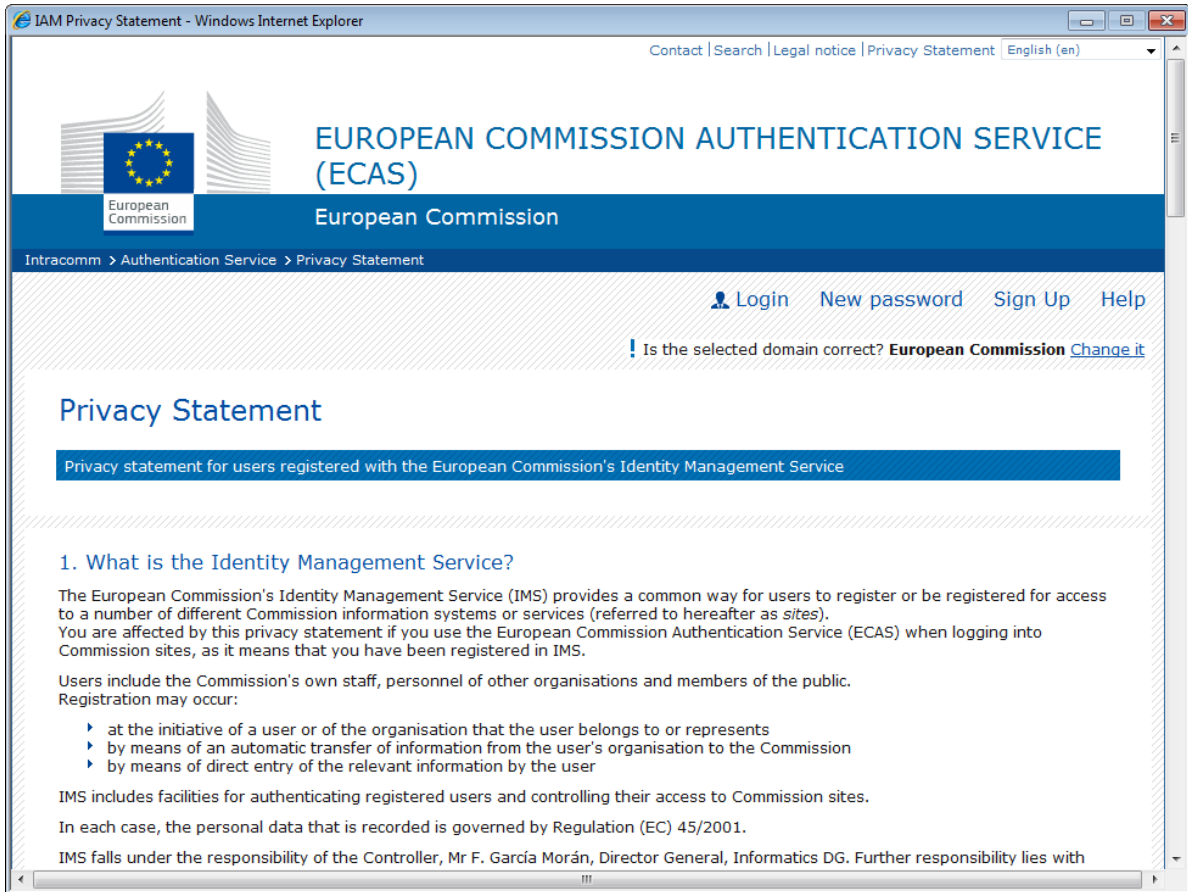 IAM Privacy Statement - Windows Internet Explorer
Contact | Search | Legal notice | Privacy Statement English (en)
EUROPEAN COMMISSION AUTHENTICATION SERVICE
(ECAS)
European
Commission
European Commission
Intracomm > Authentication Service > Privacy Statement
Login New password Sign Up Help
! Is the selected domain correct? European Commission Change it
Privacy Statement
Privacy statement for users registered with the European Commission's Identity Management Service
1. What is the Identity Management Service?
The European Commission's Identity Management Service (IMS) provides a common way for users to register or be registered for access
to a number of different Commission information systems or services (referred to hereafter as sites).
You are affected by this privacy statement if you use the European Commission Authentication Service (ECAS) when logging into
Commission sites, as it means that you have been registered in IMS.
Users include the Commission's own staff, personnel of other organisations and members of the public.
Registration may occur:
at the initiative of a user or of the organisation that the user belongs to or represents
by means of an automatic transfer of information from the user's organisation to the Commission
by means of direct entry of the relevant information by the user
IMS includes facilities for authenticating registered users and controlling their access to Commission sites.
In each case, the personal data that is recorded is governed by Regulation (EC) 45/2001.
IMS falls under the responsibility of the Controller, Mr F. García Morán, Director General, Informatics DG. Further responsibility lies with